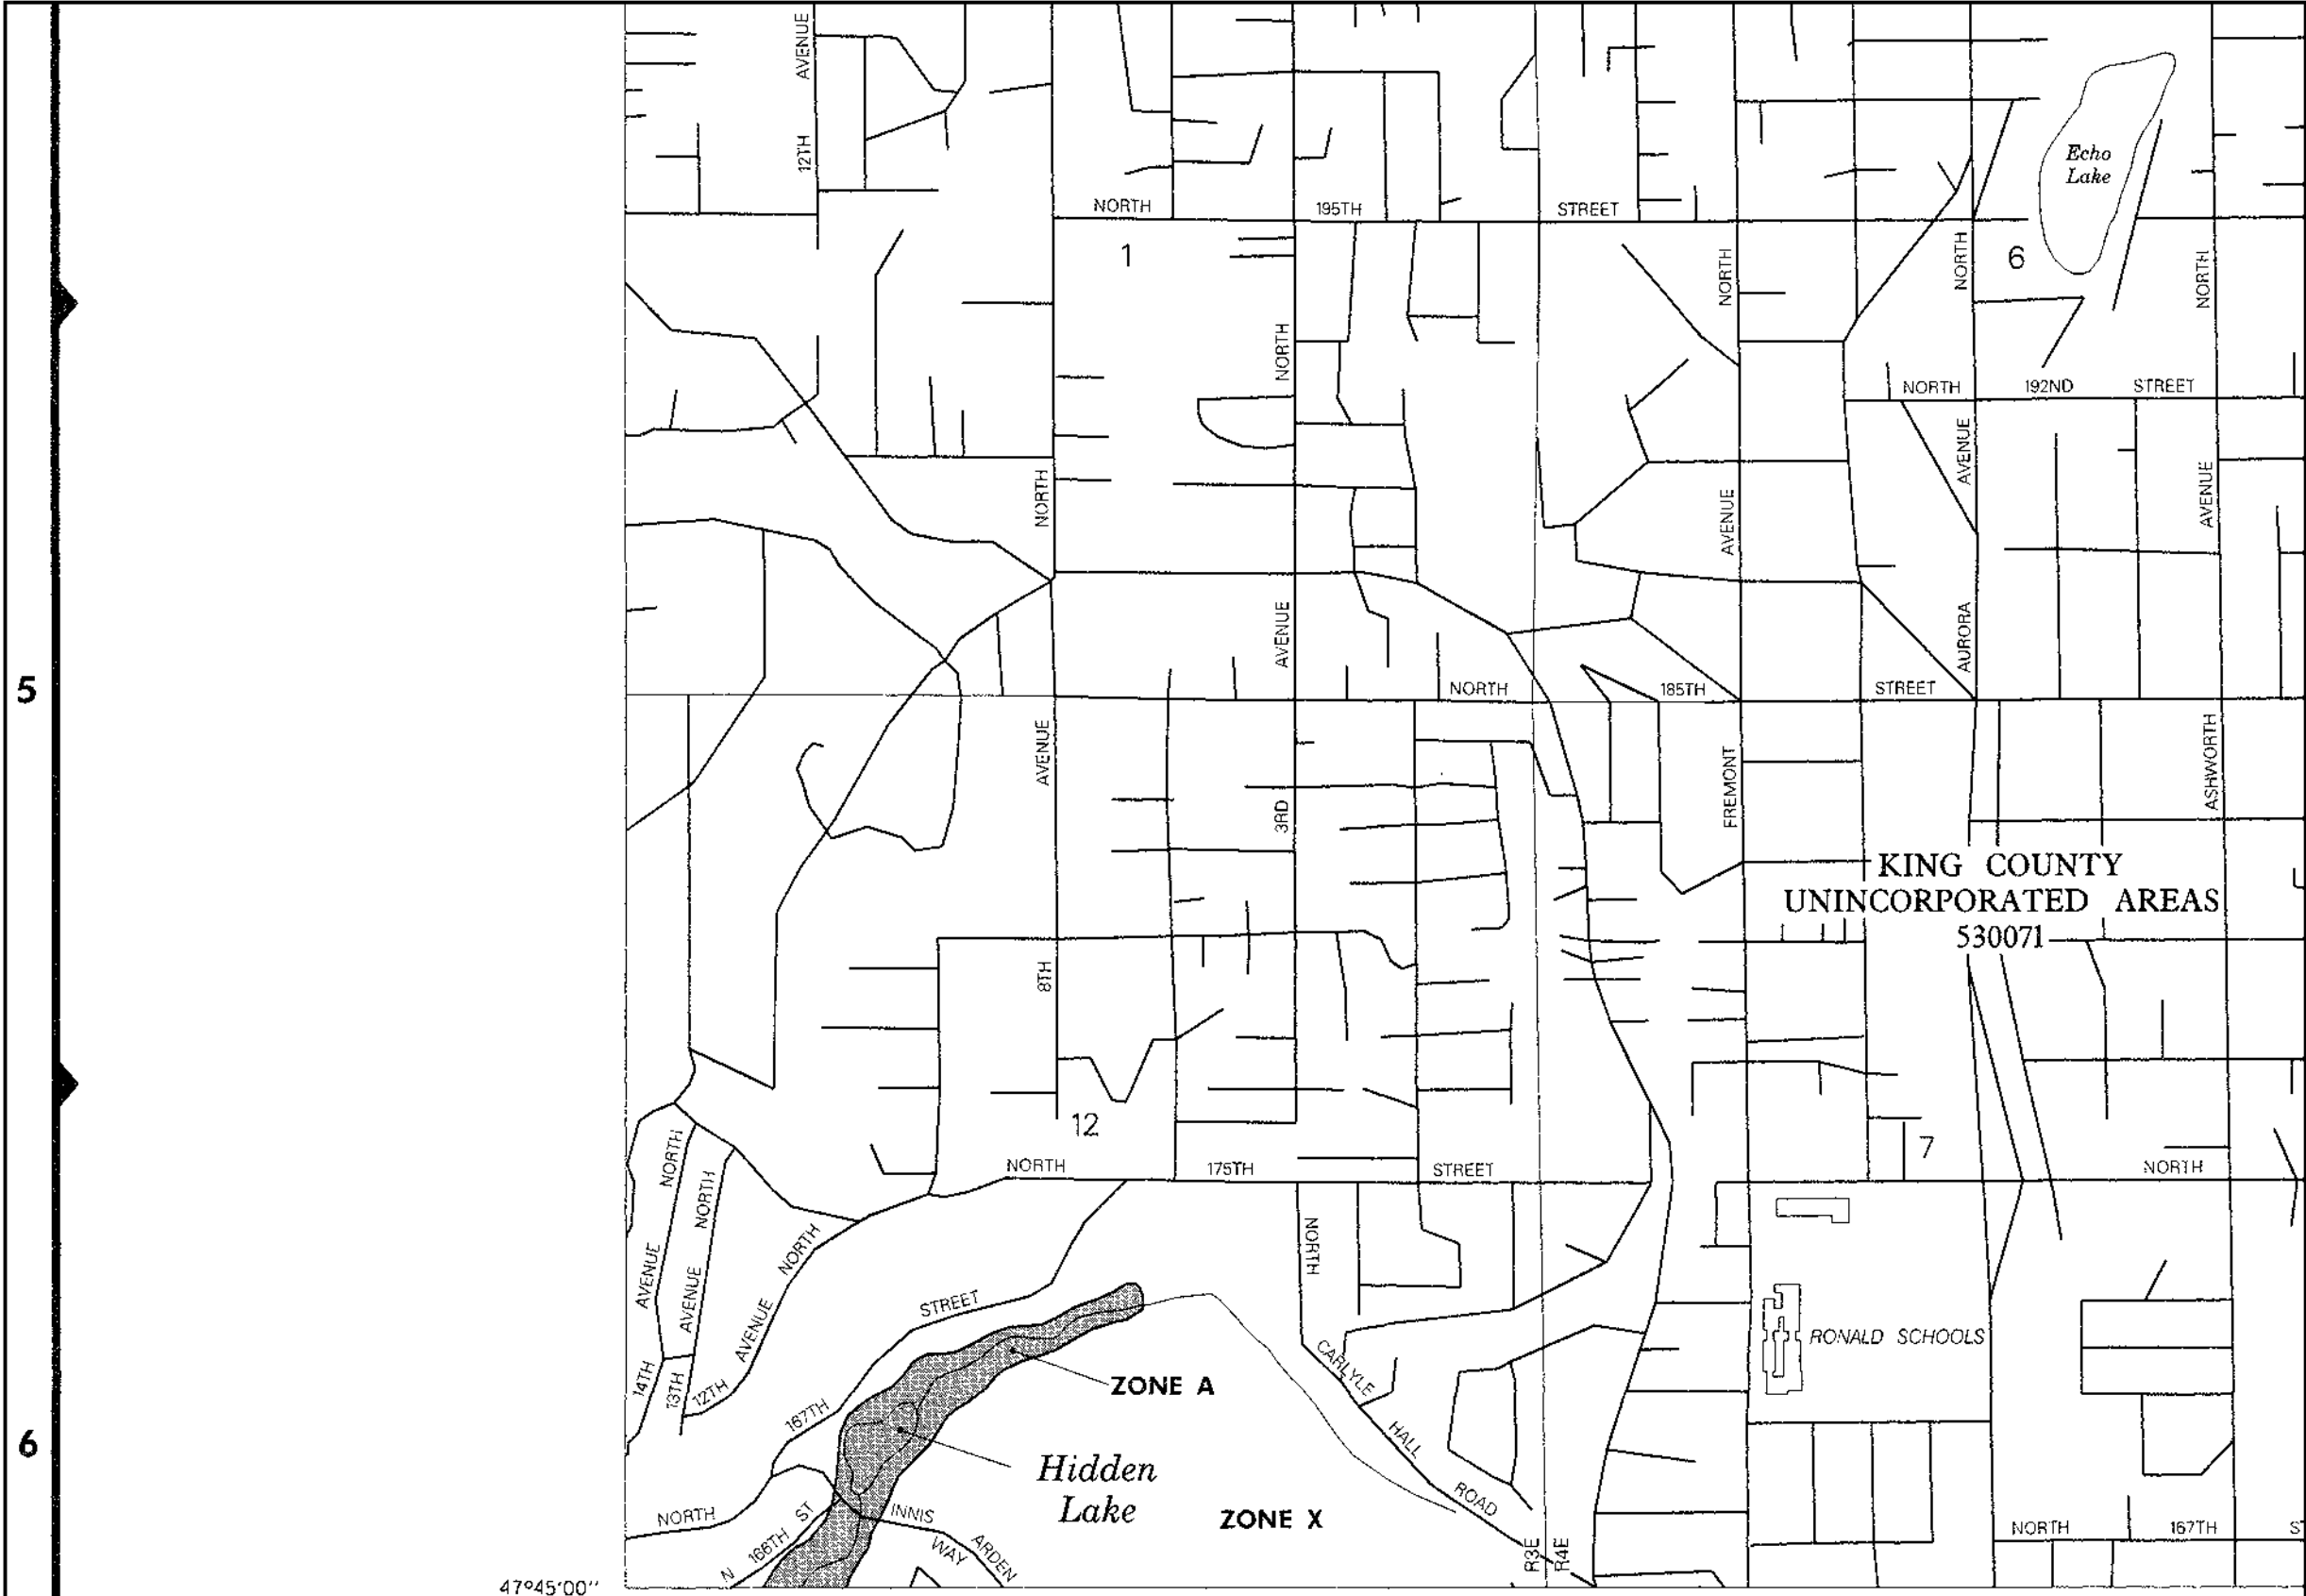 AVENUE
12TH
Echo
Lake
NORTH 195TH STREET
1
6
NORTH
NORTH
NORTH
NORTH
NORTH 192ND STREET
NORTH
AVENUE
AVENUE
AVENUE
AVENUE
AURORA
5
NORTH 185TH STREET
AVENUE
3RD
FREMONT
ASHWORTH
KING COUNTY
UNINCORPORATED AREAS
530071
8TH
12
7
NORTH 175TH STREET
NORTH
NORTH
NORTH
NORTH
NORTH
AVENUE
AVENUE
AVENUE
14TH
13TH
12TH
STREET
167TH
CARLYLE
HALL
ROAD
RONALD SCHOOLS
ZONE A
6
Hidden
Lake
ZONE X
NORTH
N 166TH ST
INNIS
ARDEN
WAY
R3E
R4E
NORTH 167TH S
47°45'00"